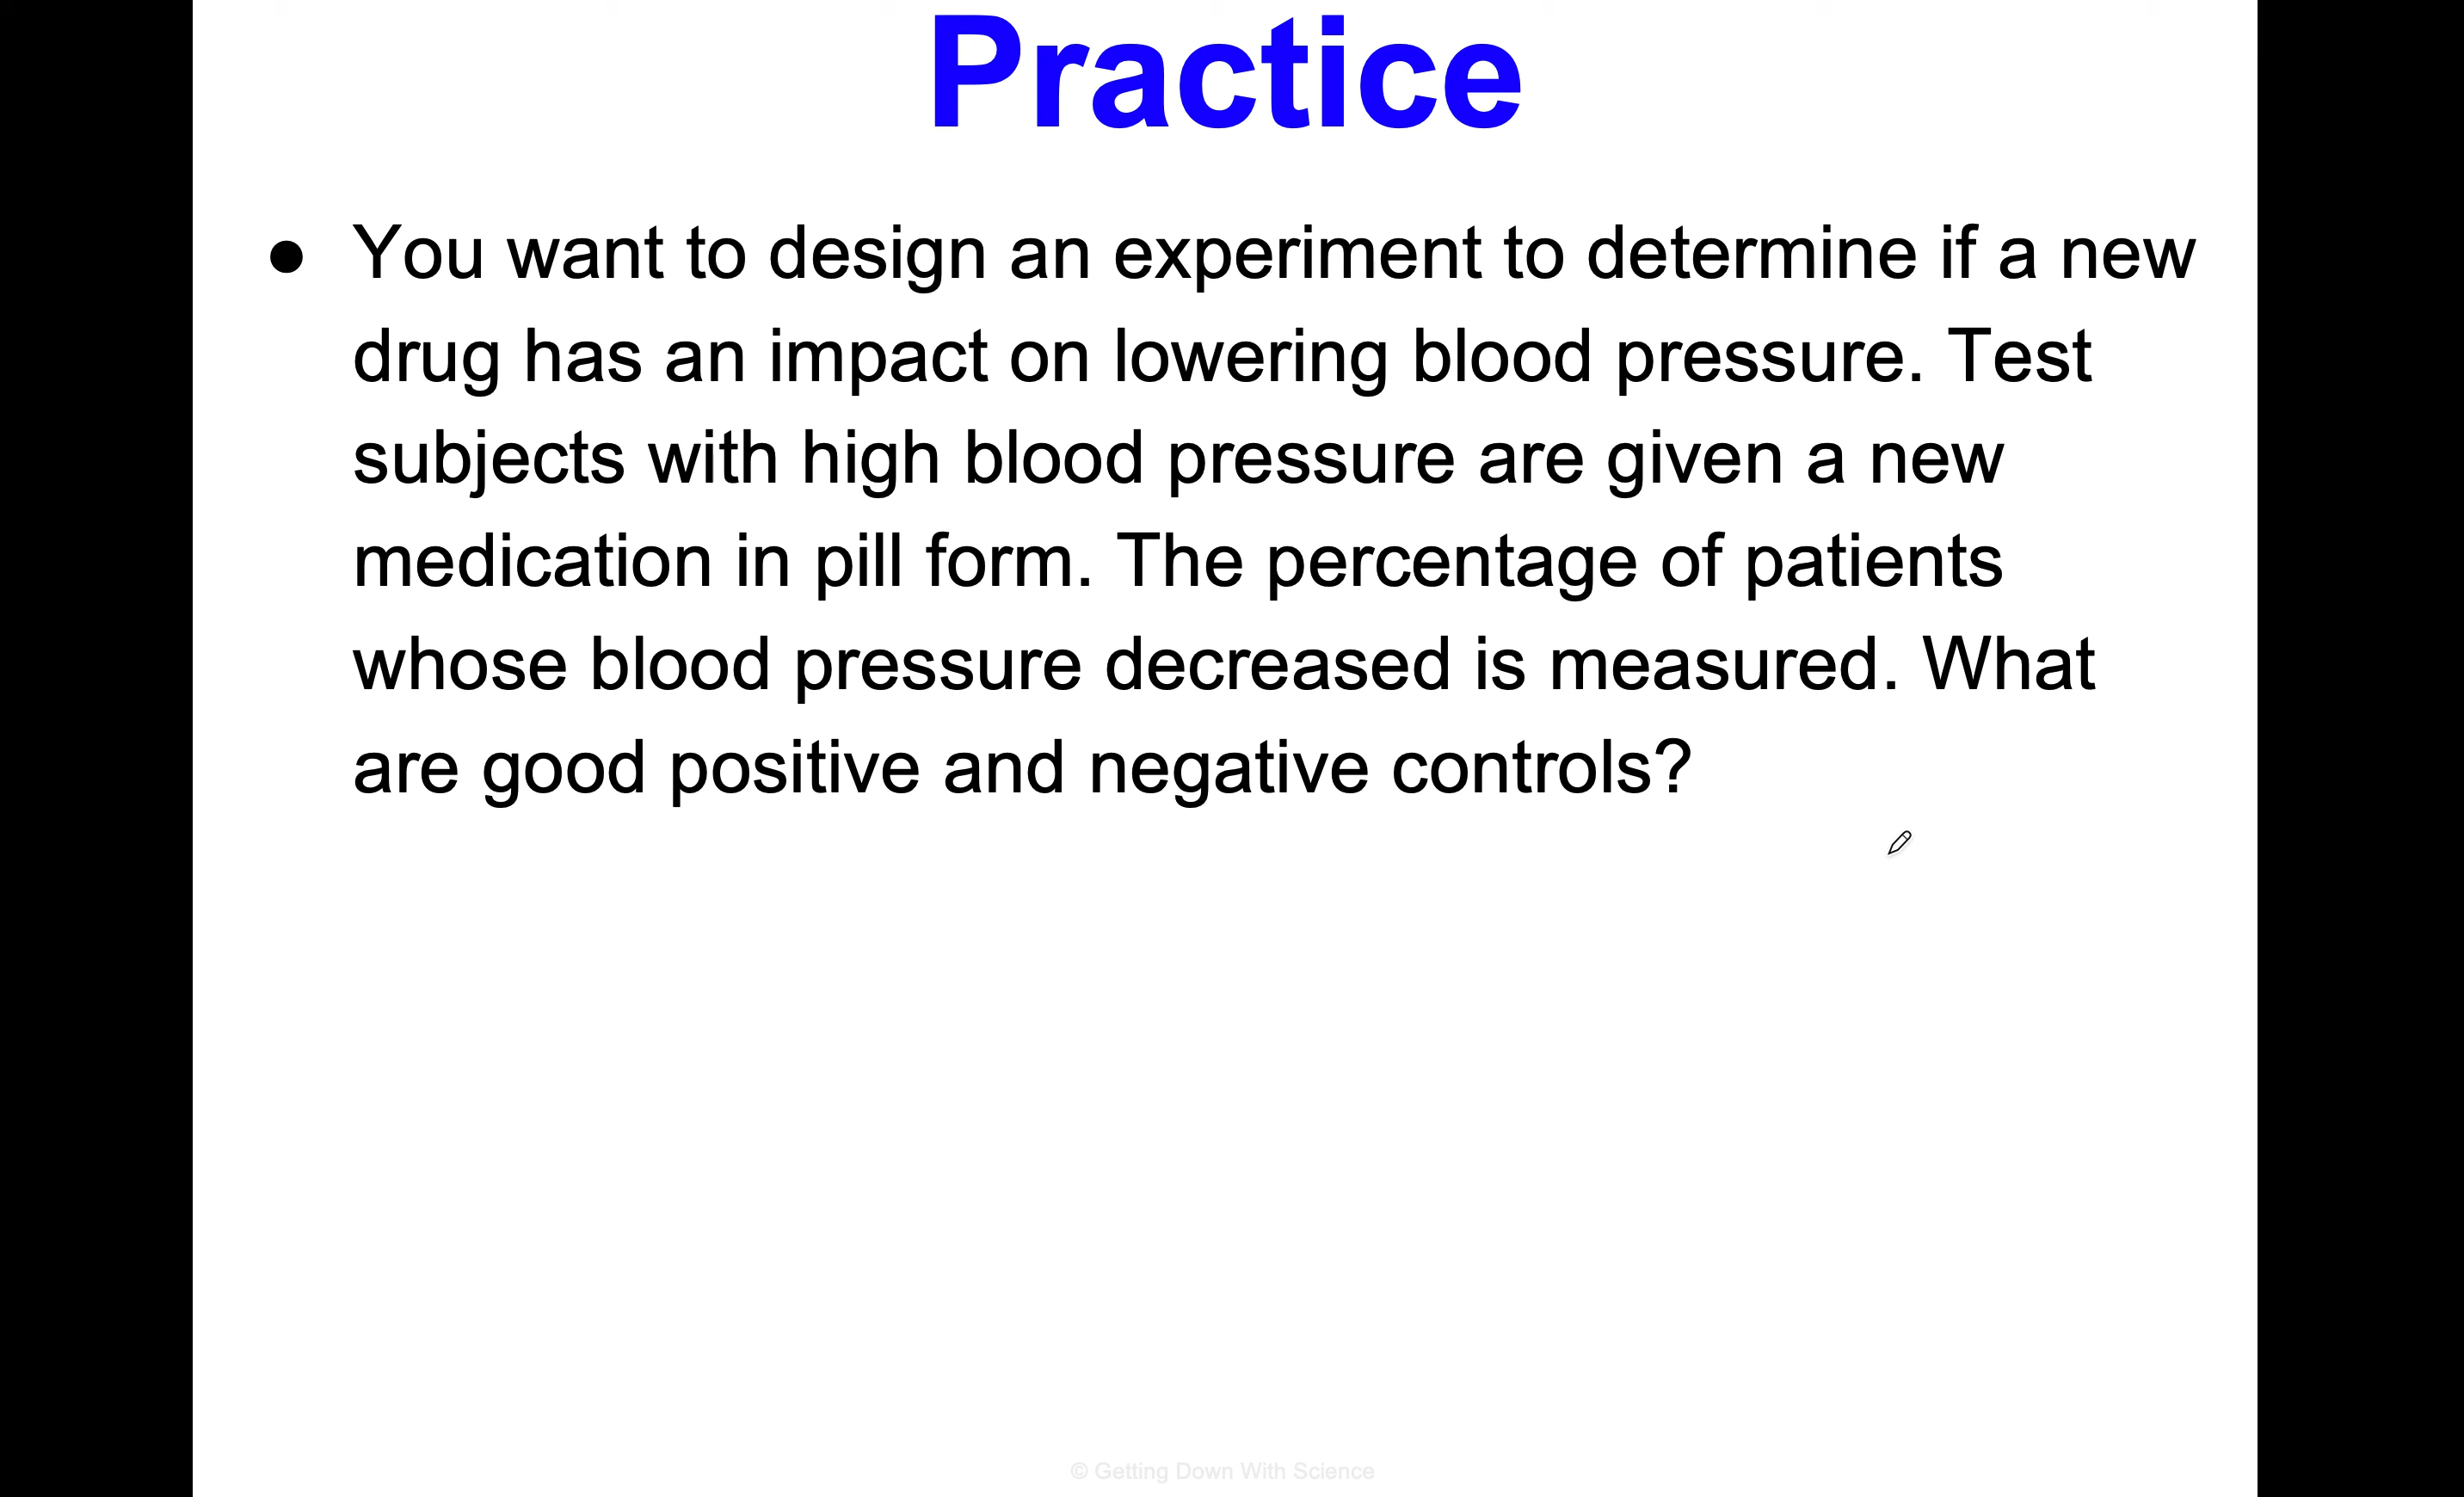 Practice
• You want to design an experiment to determine if a new
drug has an impact on lowering blood pressure. Test
subjects with high blood pressure are given a new
medication in pill form. The percentage of patients
whose blood pressure decreased is measured. What
are good positive and negative controls?
© Getting Down With Science